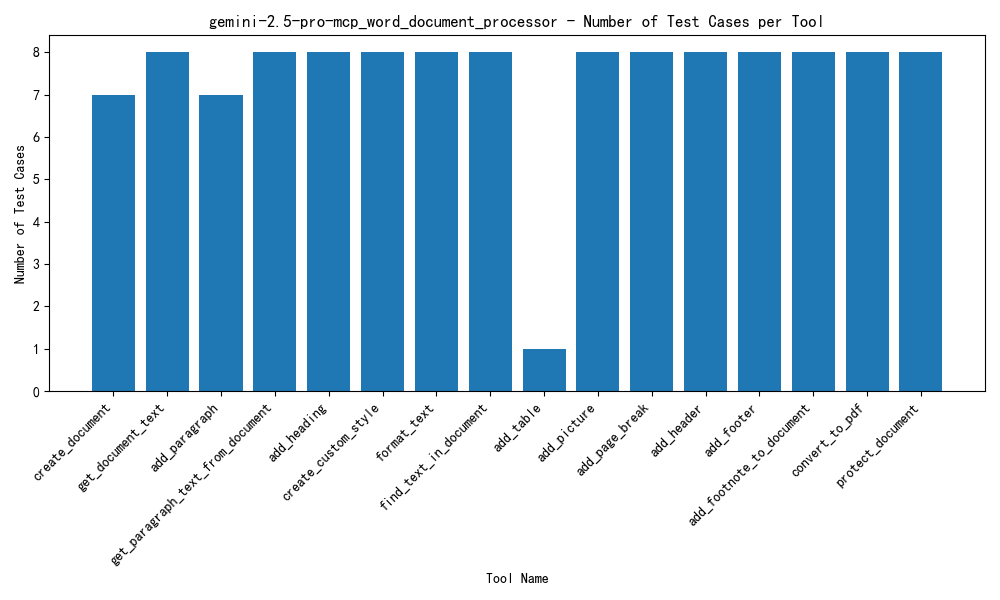 gemini-2.5-pro-mcp_word_document_processor - Number of Test Cases per Tool
Number of Test Cases
8
7
6
5
4
3
2
1
0
create_document
get_document_text
add_paragraph
get_paragraph_text_from_document
add_heading
create_custom_style
format_text
find_text_in_document
add_table
add_picture
add_page_break
add_header
add_footer
add_footnote_to_document
convert_to_pdf
protect_document
Tool Name